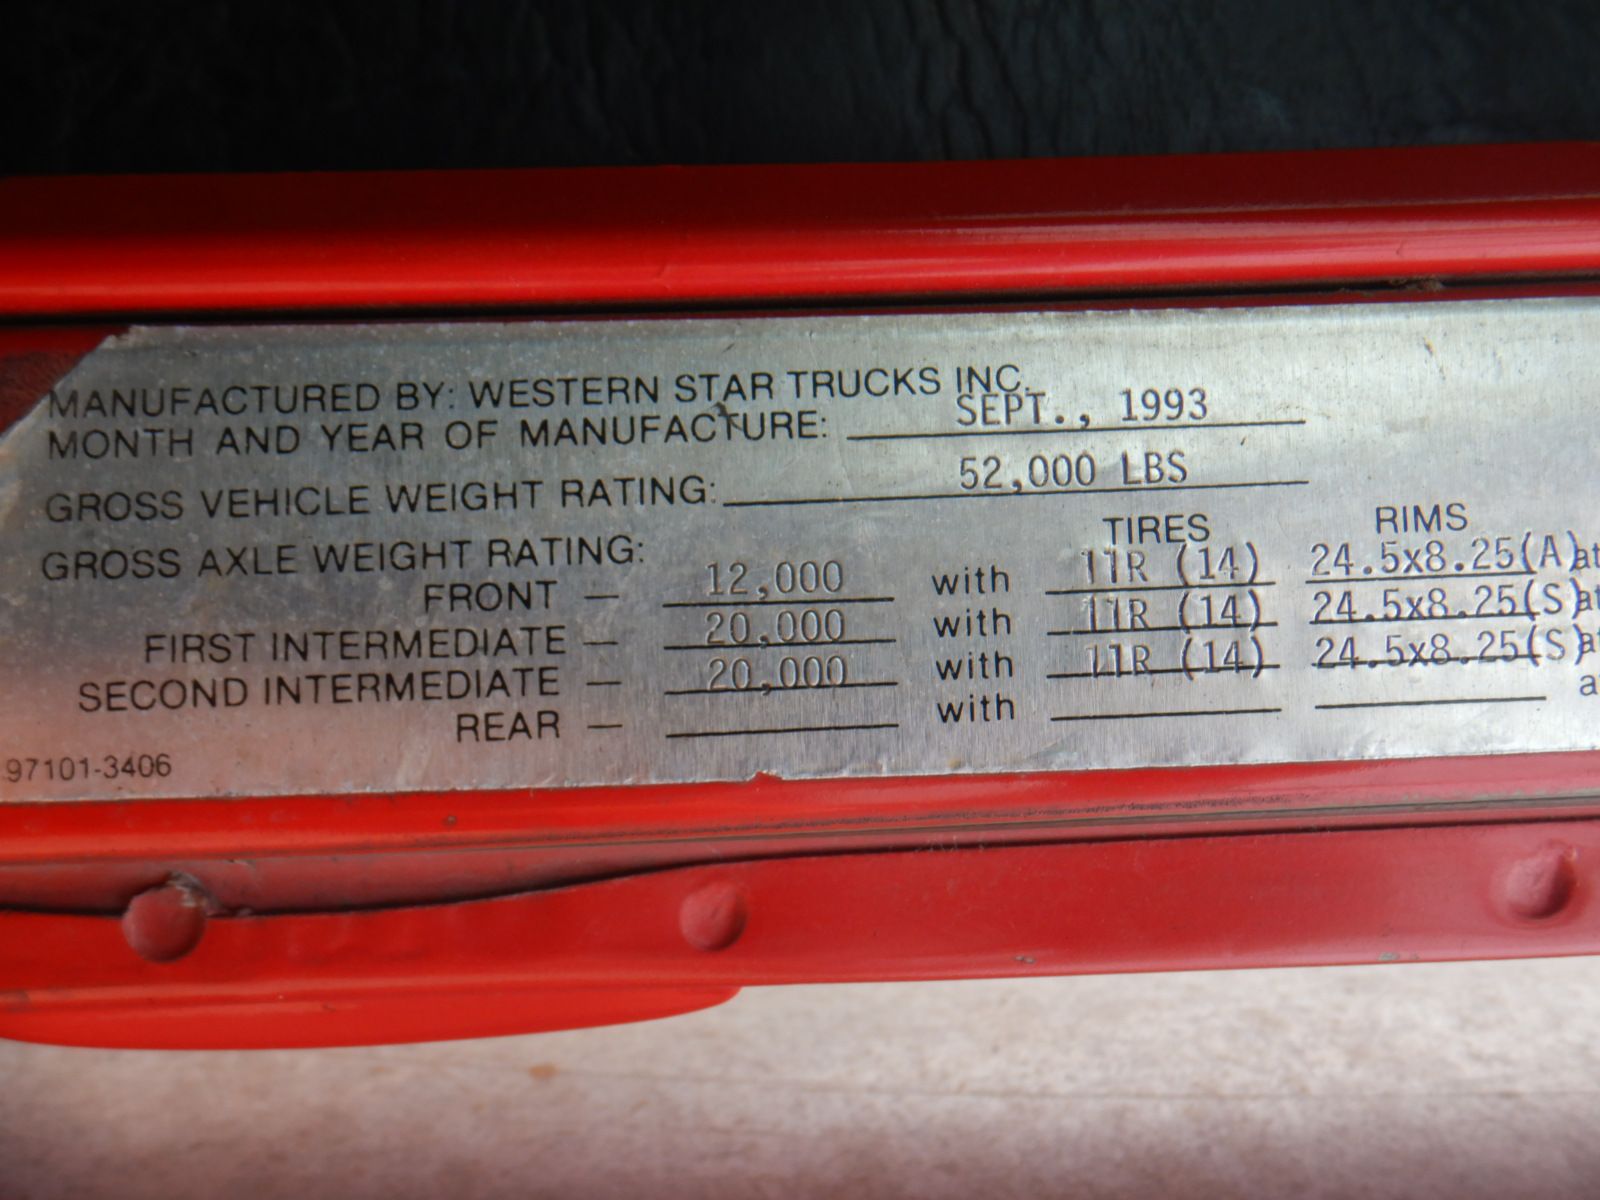 MANUFACTURED BY: WESTERN STAR TRUCKS INC.
MONTH AND YEAR OF MANUFACTURE: SEPT., 1993
GROSS VEHICLE WEIGHT RATING: 52,000 LBS
TIRES RIMS
GROSS AXLE WEIGHT RATING:
FRONT — 12,000 with 11R (14) 24.5x8.25(A) at
FIRST INTERMEDIATE — 20,000 with 11R (14) 24.5x8.25(S) at
SECOND INTERMEDIATE — 20,000 with 11R (14) 24.5x8.25(S)
REAR — with
97101-3406